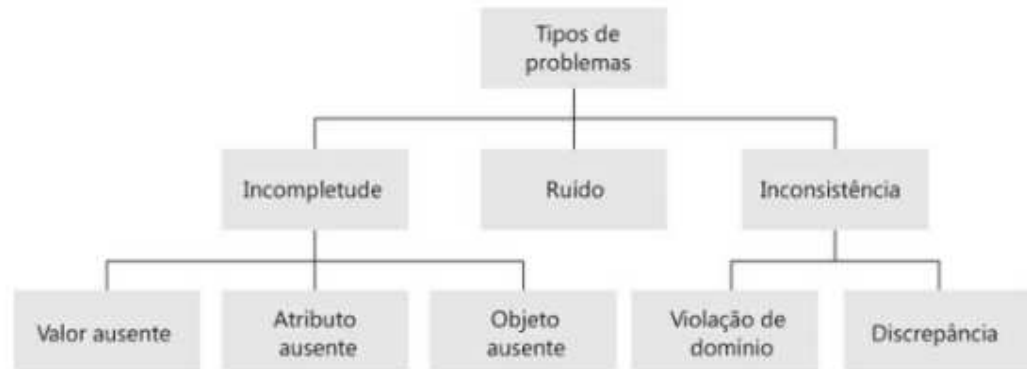 Tipos de
problemas
Incompletude
Ruído
Inconsistência
Valor ausente
Atributo
ausente
Objeto
ausente
Violação de
domínio
Discrepância